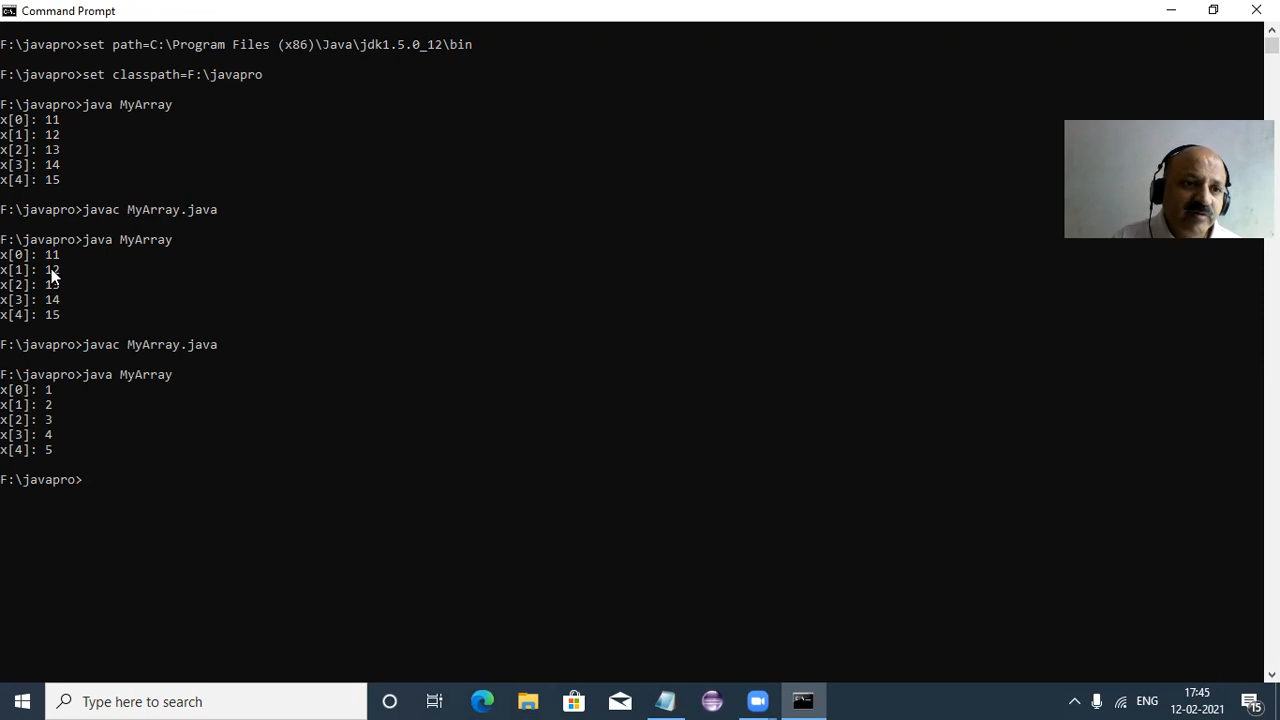 Command Prompt
F:\javapro>set path=C:\Program Files (x86)\Java\jdk1.5.0_12\bin
F:\javapro>set classpath=F:\javapro
F:\javapro>java MyArray
x[0]: 11
x[1]: 12
x[2]: 13
x[3]: 14
x[4]: 15
F:\javapro>javac MyArray.java
F:\javapro>java MyArray
x[0]: 11
x[1]: 12
x[2]: 13
x[3]: 14
x[4]: 15
F:\javapro>javac MyArray.java
F:\javapro>java MyArray
x[0]: 1
x[1]: 2
x[2]: 3
x[3]: 4
x[4]: 5
F:\javapro>
Type here to search
ENG
17:45
12-02-2021
15